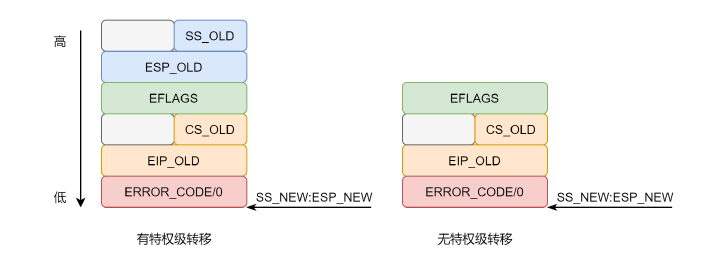 高
SS_OLD
ESP_OLD
EFLAGS
CS_OLD
EIP_OLD
ERROR_CODE/0
低
SS_NEW:ESP_NEW
有特权级转移
EFLAGS
CS_OLD
EIP_OLD
ERROR_CODE/0
SS_NEW:ESP_NEW
无特权级转移